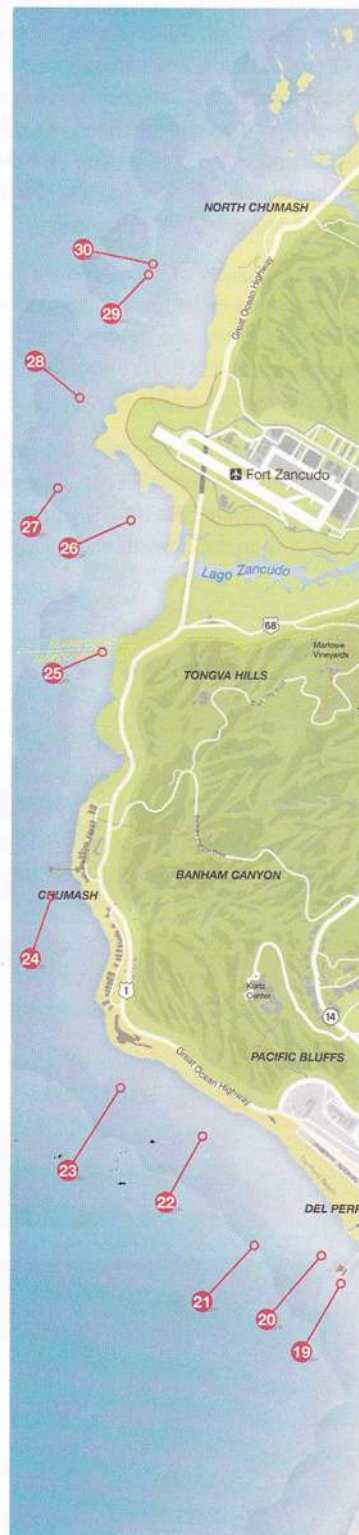 NORTH CHUMASH
30
Great Ocean Highway
29
28
Fort Zancudo
27
26
Lago Zancudo
68
Marlowe
Vineyards
25
TONGVA HILLS
BANHAM CANYON
CHUMASH
24
1
Kortz
Center
14
PACIFIC BLUFFS
Great Ocean Highway
23
22
DEL PERR
21
20
19